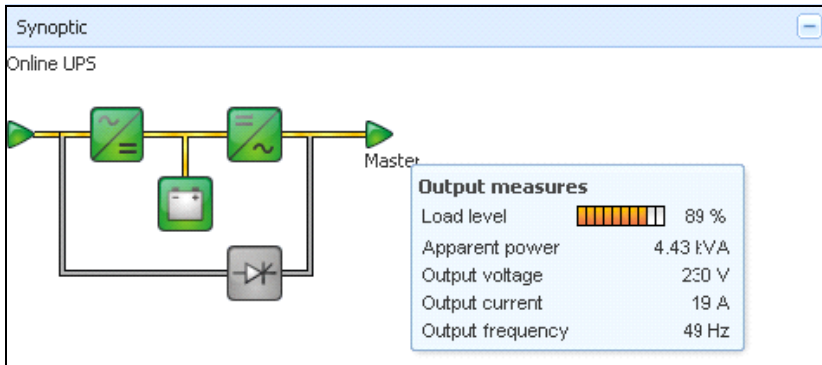 Synoptic
Online UPS
Master
Output measures
Load level 89 %
Apparent power 4.43 kVA
Output voltage 230 V
Output current 19 A
Output frequency 49 Hz